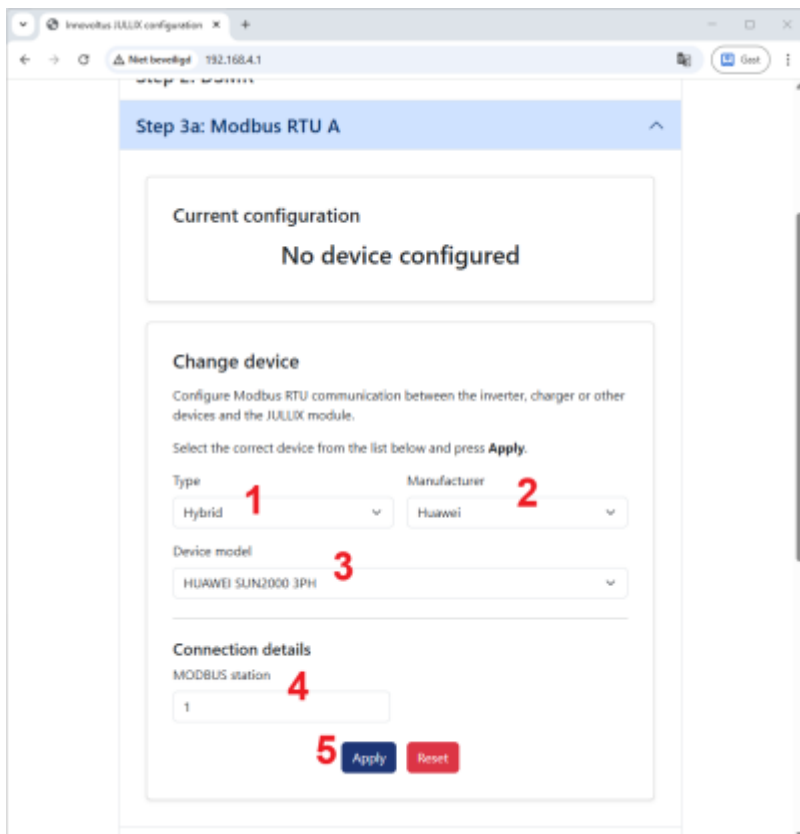 Innovoltus JULLIX configuration
Niet beveiligd 192.168.4.1 Gast
Step 2: DSMR
Step 3a: Modbus RTU A
Current configuration
No device configured
Change device
Configure Modbus RTU communication between the inverter, charger or other
devices and the JULLIX module.
Select the correct device from the list below and press Apply.
Type Manufacturer
1 2
Hybrid Huawei
Device model
3
HUAWEI SUN2000 3PH
Connection details
MODBUS station
4
1
5 Apply Reset